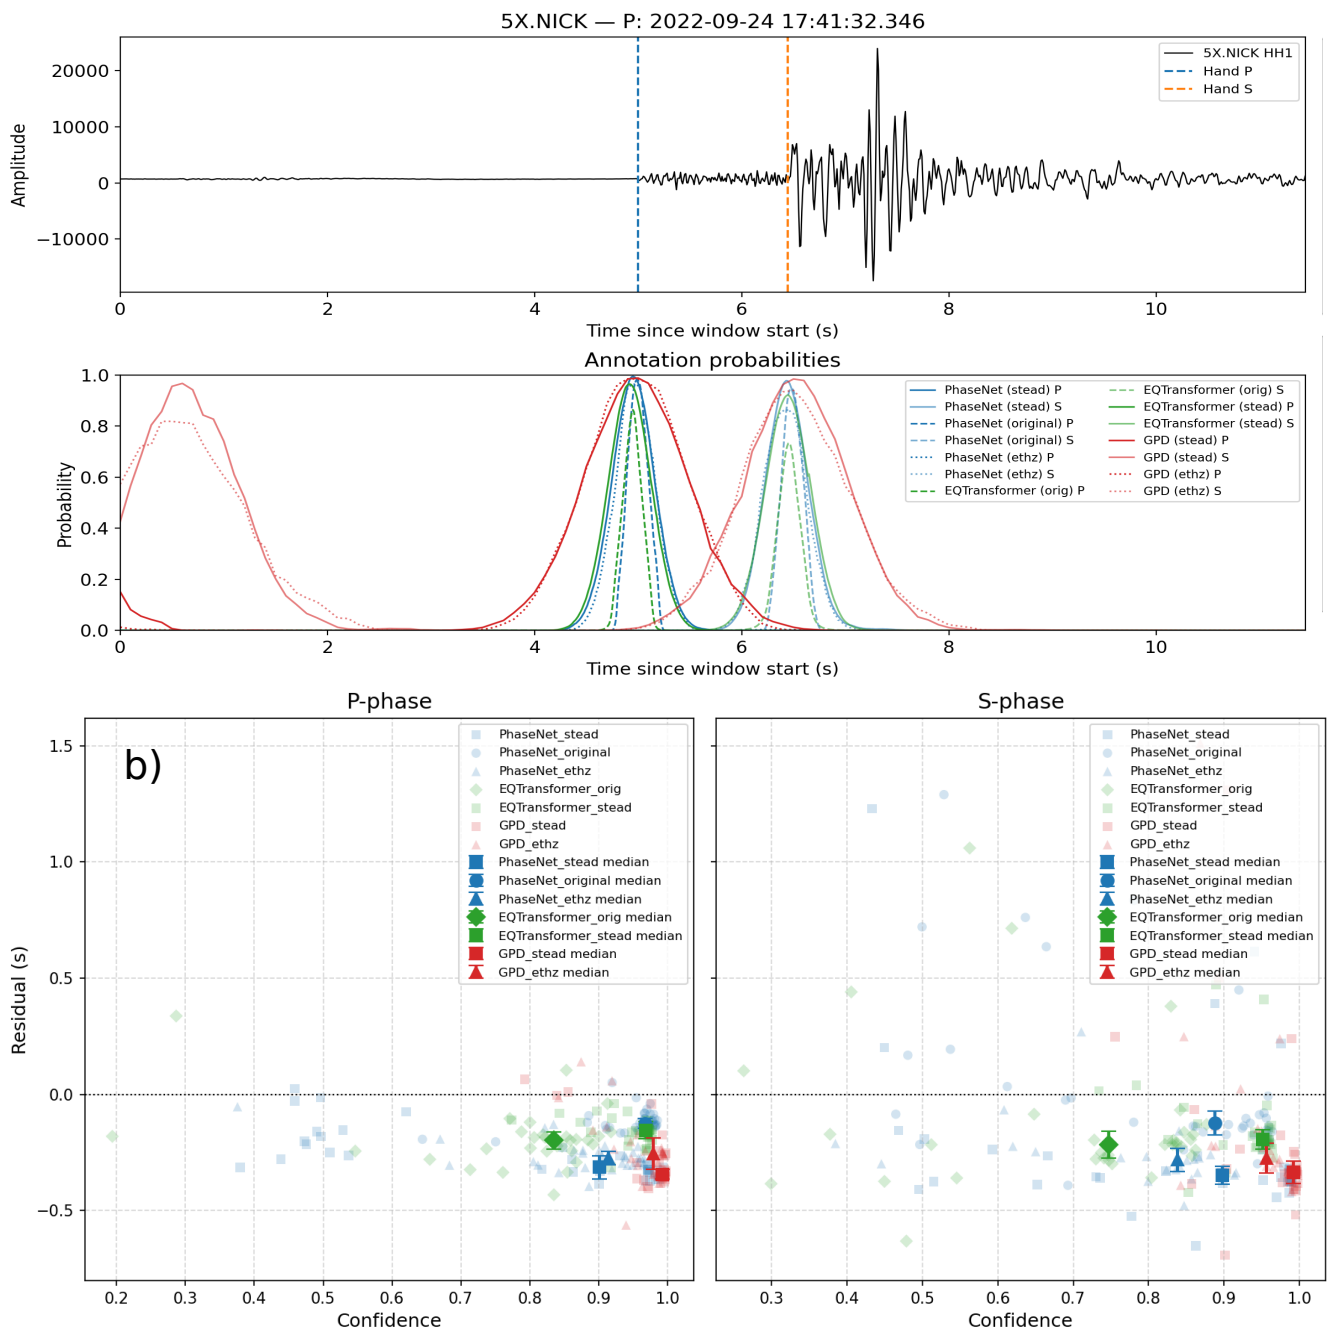 5X.NICK — P: 2022-09-24 17:41:32.346
20000
10000
0
−10000
Amplitude
5X.NICK HH1
Hand P
Hand S
0 2 4 6 8 10
Time since window start (s)
Annotation probabilities
1.0
0.8
0.6
0.4
0.2
0.0
Probability
PhaseNet (stead) P
PhaseNet (stead) S
PhaseNet (original) P
PhaseNet (original) S
PhaseNet (ethz) P
PhaseNet (ethz) S
EQTransformer (orig) P
EQTransformer (orig) S
EQTransformer (stead) P
EQTransformer (stead) S
GPD (stead) P
GPD (stead) S
GPD (ethz) P
GPD (ethz) S
0 2 4 6 8 10
Time since window start (s)
P-phase
b)
1.5
1.0
0.5
0.0
−0.5
Residual (s)
PhaseNet_stead
PhaseNet_original
PhaseNet_ethz
EQTransformer_orig
EQTransformer_stead
GPD_stead
GPD_ethz
PhaseNet_stead median
PhaseNet_original median
PhaseNet_ethz median
EQTransformer_orig median
EQTransformer_stead median
GPD_stead median
GPD_ethz median
0.2 0.3 0.4 0.5 0.6 0.7 0.8 0.9 1.0
Confidence
S-phase
PhaseNet_stead
PhaseNet_original
PhaseNet_ethz
EQTransformer_orig
EQTransformer_stead
GPD_stead
GPD_ethz
PhaseNet_stead median
PhaseNet_original median
PhaseNet_ethz median
EQTransformer_orig median
EQTransformer_stead median
GPD_stead median
GPD_ethz median
0.3 0.4 0.5 0.6 0.7 0.8 0.9 1.0
Confidence